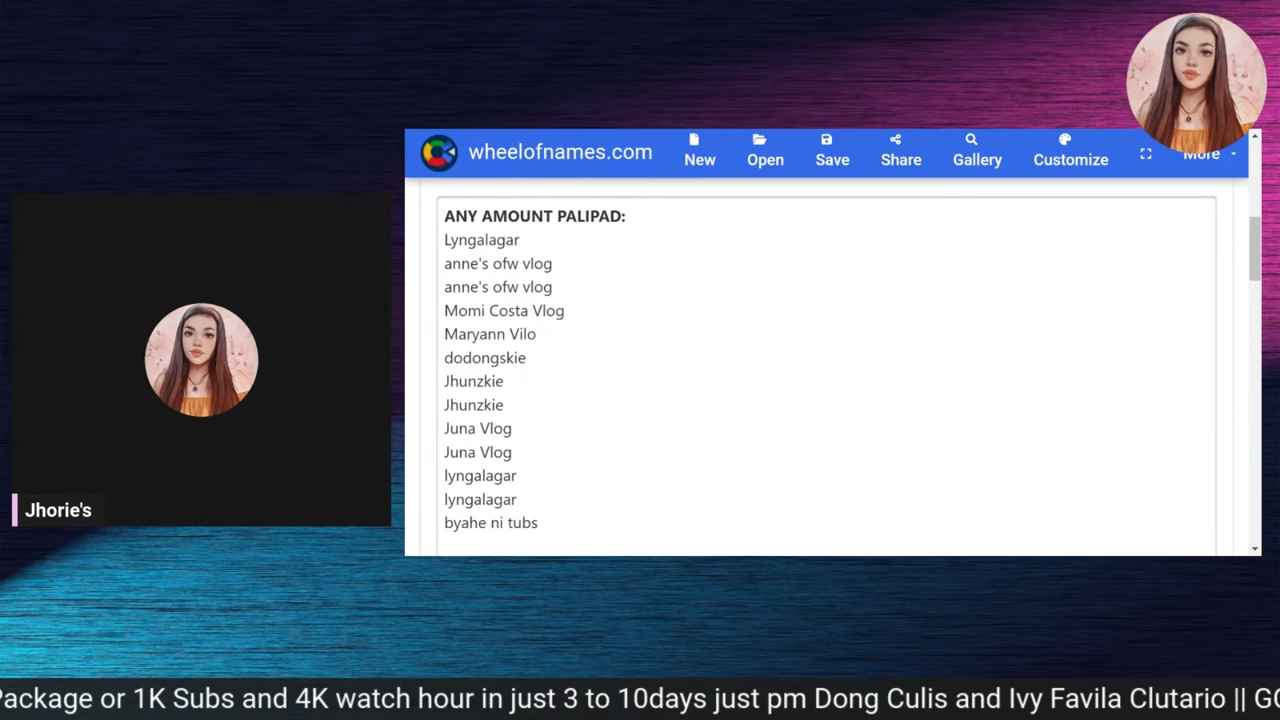 wheelofnames.com
New
Open
Save
Share
Gallery
Customize
More
ANY AMOUNT PALIPAD:
Lyngalagar
anne's ofw vlog
anne's ofw vlog
Momi Costa Vlog
Maryann Vilo
dodongskie
Jhunzkie
Jhunzkie
Juna Vlog
Juna Vlog
lyngalagar
lyngalagar
byahe ni tubs
Jhorie's
Package or 1K Subs and 4K watch hour in just 3 to 10days just pm Dong Culis and Ivy Favila Clutario ||